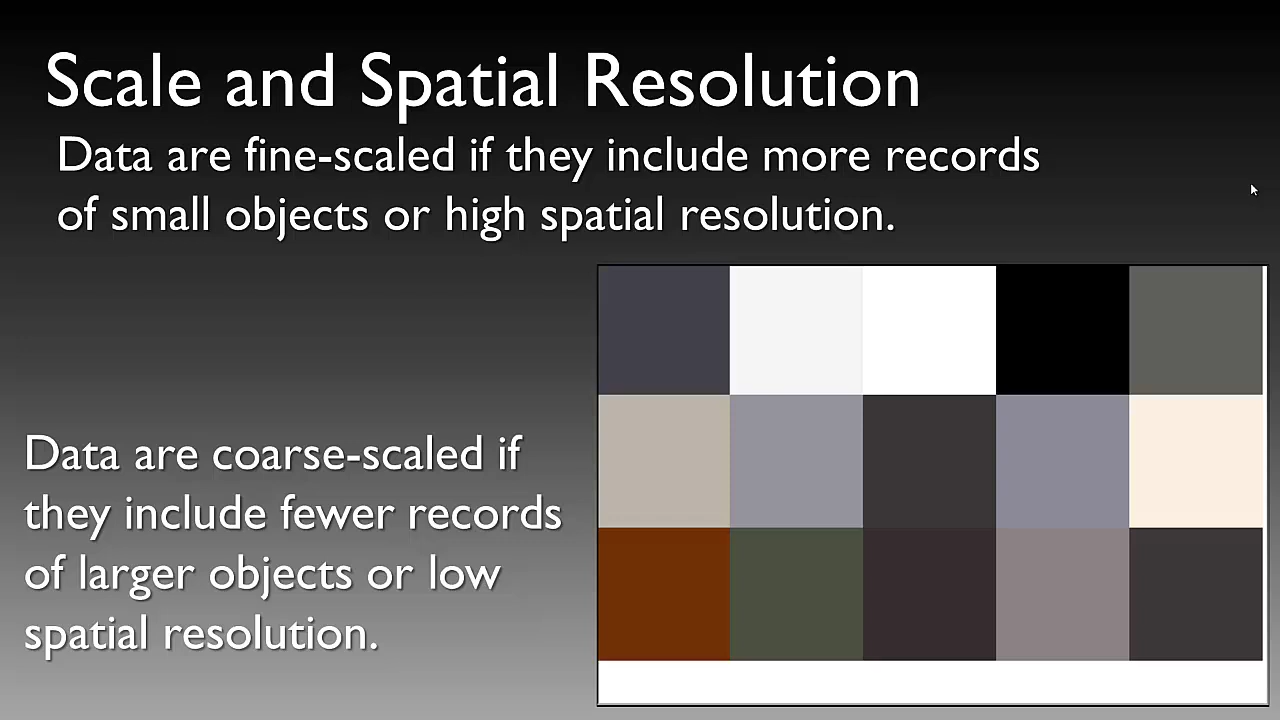 Scale and Spatial Resolution
Data are fine-scaled if they include more records
of small objects or high spatial resolution.
Data are coarse-scaled if
they include fewer records
of larger objects or low
spatial resolution.